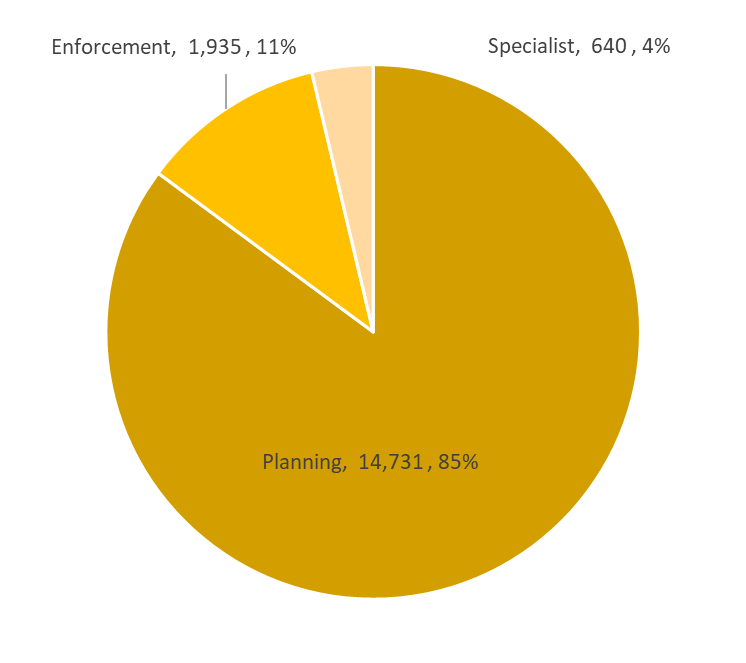 Enforcement, 1,935 , 11%
Specialist, 640 , 4%
Planning, 14,731 , 85%